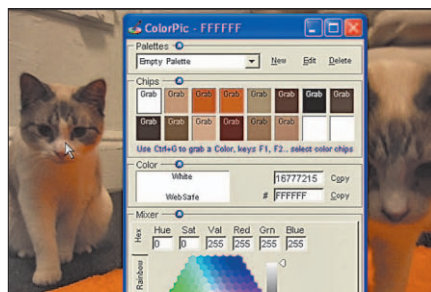 ColorPic - FFFFFF
Palettes
Empty Palette New Edit Delete
Chips
Grab Grab Grab Grab Grab Grab Grab Grab
Grab Grab Grab Grab Grab Grab
Use Ctrl+G to grab a Color, keys F1, F2.. select color chips
Color
White 16777215 Copy
WebSafe # FFFFFF Copy
Mixer
Hex Hue Sat Val Red Grn Blue
0 0 255 255 255 255
Rainbow